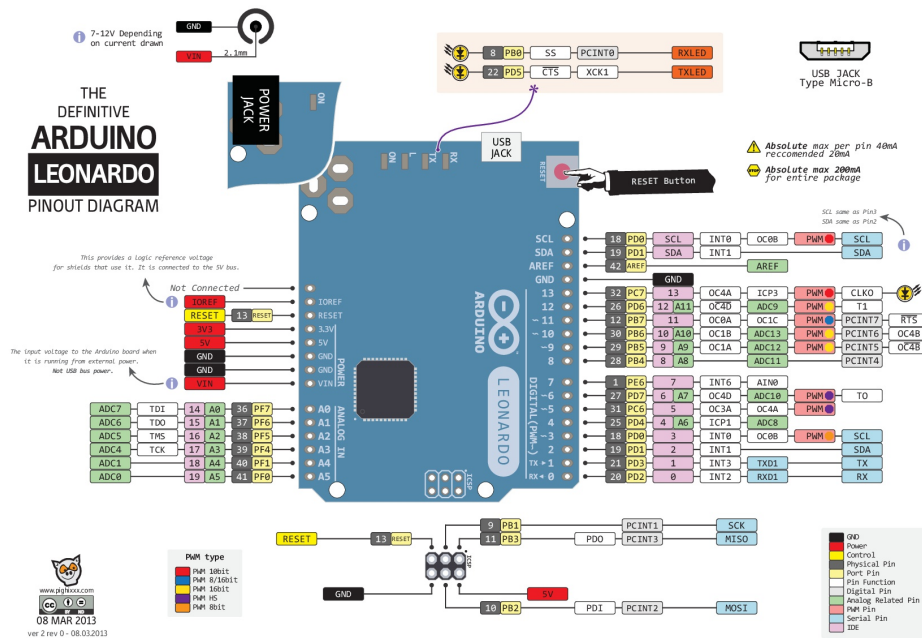 7-12V Depending
on current drawn
GND
VIN
2.1mm
THE
DEFINITIVE
ARDUINO
LEONARDO
PINOUT DIAGRAM
POWER
JACK
ON
8 PB0 SS PCINT0 RXLED
22 PD5 CTS XCK1 TXLED
USB JACK
Type Micro-B
Absolute max per pin 40mA
reccomended 20mA
STOP
Absolute max 200mA
for entire package
USB
JACK
ON L TX RX
RESET
RESET Button
SCL same as Pin3
SDA same as Pin2
This provides a logic reference voltage
for shields that use it. It is connected to the 5V bus.
Not Connected
IOREF
RESET 13 RESET
3V3
5V
GND
GND
VIN
The input voltage to the Arduino board when
it is running from external power.
Not USB bus power.
IOREF
RESET
3.3V
5V
GND
GND
VIN
POWER
ADC7 TDI 14 A0 36 PF7
ADC6 TDO 15 A1 37 PF6
ADC5 TMS 16 A2 38 PF5
ADC4 TCK 17 A3 39 PF4
ADC1 18 A4 40 PF1
ADC0 19 A5 41 PF0
A0
A1
A2
A3
A4
A5
ANALOG IN
ARDUINO
LEONARDO
ICSP
SCL
SDA
AREF
GND
13
12
~11
~10
~9
8
7
~6
~5
4
~3
2
TX ▸ 1
RX ◂ 0
DIGITAL(PWM~)
18 PD0 SCL INT0 OC0B PWM SCL
19 PD1 SDA INT1 SDA
42 AREF AREF
GND
32 PC7 13 OC4A ICP3 PWM CLKO
26 PD6 12 A11 OC4D ADC9 PWM T1
12 PB7 11 OC0A OC1C PWM PCINT7 RTS
30 PB6 10 A10 OC1B ADC13 PWM PCINT6 OC4B
29 PB5 9 A9 OC1A ADC12 PWM PCINT5 OC4B
28 PB4 8 A8 ADC11 PCINT4
1 PE6 7 INT6 AIN0
27 PD7 6 A7 OC4D ADC10 PWM TO
31 PC6 5 OC3A OC4A PWM
25 PD4 4 A6 ICP1 ADC8
18 PD0 3 INT0 OC0B PWM SCL
19 PD1 2 INT1 SDA
21 PD3 1 INT3 TXD1 TX
20 PD2 0 INT2 RXD1 RX
9 PB1 PCINT1 SCK
RESET 13 RESET 11 PB3 PDO PCINT3 MISO
ICSP
GND 5V
10 PB2 PDI PCINT2 MOSI
www.pighixxx.com
CC BY ND
08 MAR 2013
ver 2 rev 0 - 08.03.2013
PWM type
PWM 10bit
PWM 8/16bit
PWM 16bit
PWM HS
PWM 8bit
GND
Power
Control
Physical Pin
Port Pin
Pin Function
Digital Pin
Analog Related Pin
PWM Pin
Serial Pin
IDE